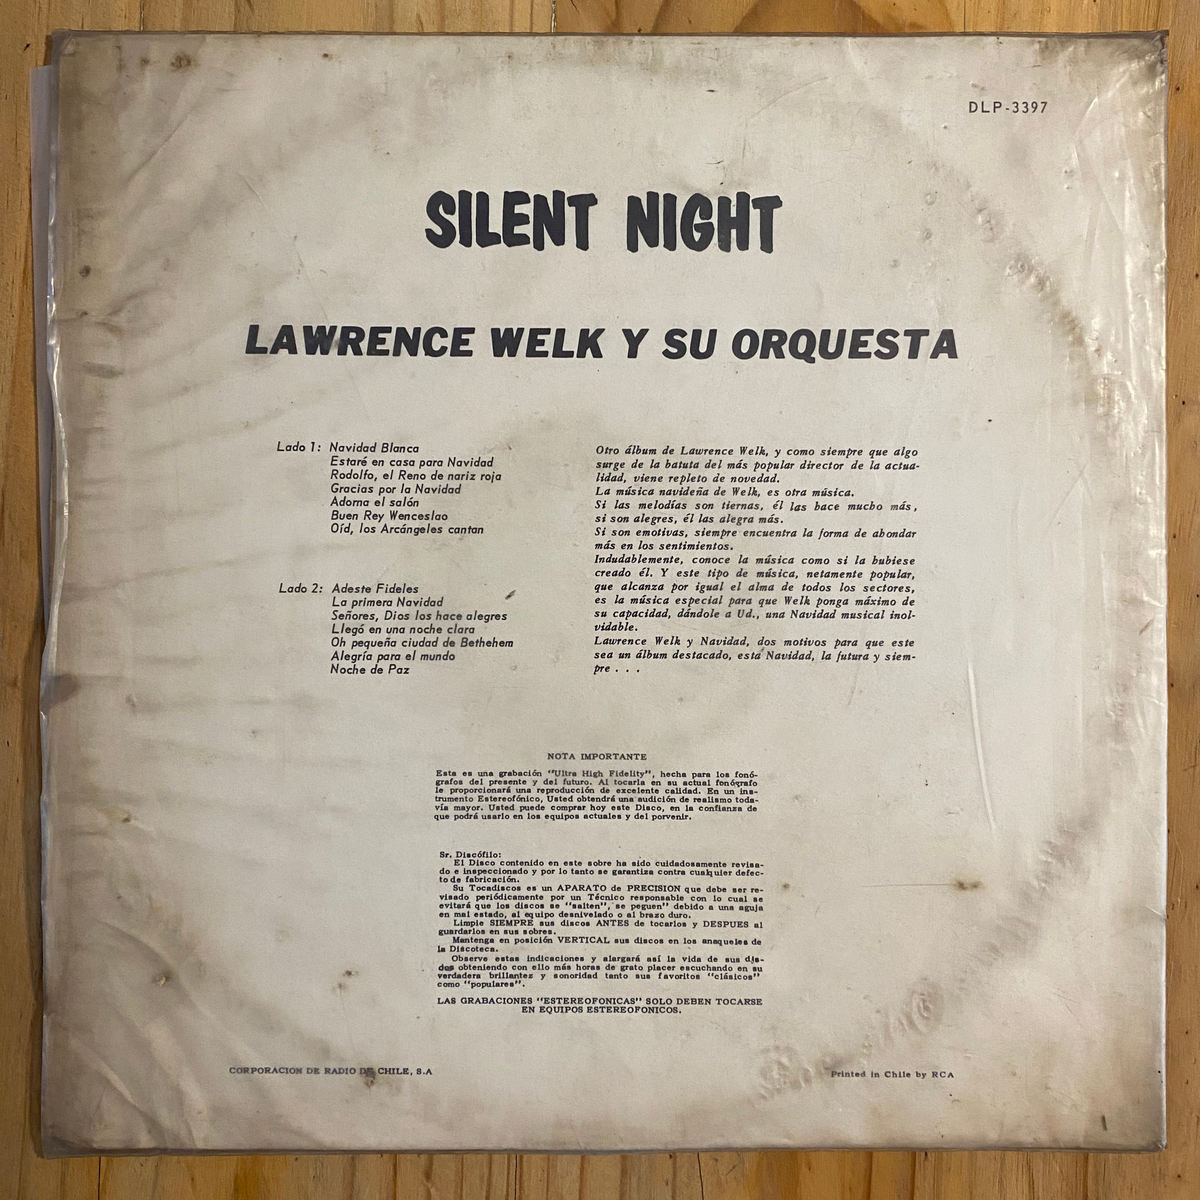 DLP-3397
SILENT NIGHT
LAWRENCE WELK Y SU ORQUESTA
Lado 1: Navidad Blanca
Estaré en casa para Navidad
Rodolfo, el Reno de nariz roja
Gracias por la Navidad
Adorna el salón
Buen Rey Wenceslao
Oíd, los Arcángeles cantan
Lado 2: Adeste Fideles
La primera Navidad
Señores, Dios los hace alegres
Llegó en una noche clara
Oh pequeña ciudad de Bethehem
Alegría para el mundo
Noche de Paz
Otro álbum de Lawrence Welk, y como siempre que algo
surge de la batuta del más popular director de la actua-
lidad, viene repleto de novedad.
La música navideña de Welk, es otra música.
Si las melodías son tiernas, él las hace mucho más,
si son alegres, él las alegra más.
Si son emotivas, siempre encuentra la forma de ahondar
más en los sentimientos.
Indudablemente, conoce la música como si la hubiese
creado él. Y este tipo de música, netamente popular,
que alcanza por igual el alma de todos los sectores,
es la música especial para que Welk ponga máximo de
su capacidad, dándole a Ud., una Navidad musical inol-
vidable.
Lawrence Welk y Navidad, dos motivos para que este
sea un álbum destacado, esta Navidad, la futura y siem-
pre . . .
NOTA IMPORTANTE
Esta es una grabación "Ultra High Fidelity", hecha para los fonó-
grafos del presente y del futuro. Al tocarla en su actual fonógrafo
le proporcionará una reproducción de excelente calidad. En un ins-
trumento Estereofónico, Usted obtendrá una audición de realismo toda-
vía mayor. Usted puede comprar hoy este Disco, en la confianza de
que podrá usarlo en los equipos actuales y del porvenir.
Sr. Discófilo:
El Disco contenido en este sobre ha sido cuidadosamente revisa-
do e inspeccionado y por lo tanto se garantiza contra cualquier defec-
to de fabricación.
Su Tocadiscos es un APARATO de PRECISION que debe ser re-
visado periódicamente por un Técnico responsable con lo cual se
evitará que los discos se "salten", "se peguen" debido a una aguja
en mal estado, al equipo desnivelado o al brazo duro.
Limpie SIEMPRE sus discos ANTES de tocarlos y DESPUES al
guardarlos en sus sobres.
Mantenga en posición VERTICAL sus discos en los anaqueles de
la Discoteca.
Observe estas indicaciones y alargará así la vida de sus dis-
dos obteniendo con ello más horas de grato placer escuchando en su
verdadera brillantez y sonoridad tanto sus favoritos "clásicos"
como "populares".
LAS GRABACIONES "ESTEREOFONICAS" SOLO DEBEN TOCARSE
EN EQUIPOS ESTEREOFONICOS.
CORPORACION DE RADIO DE CHILE, S.A
Printed in Chile by RCA